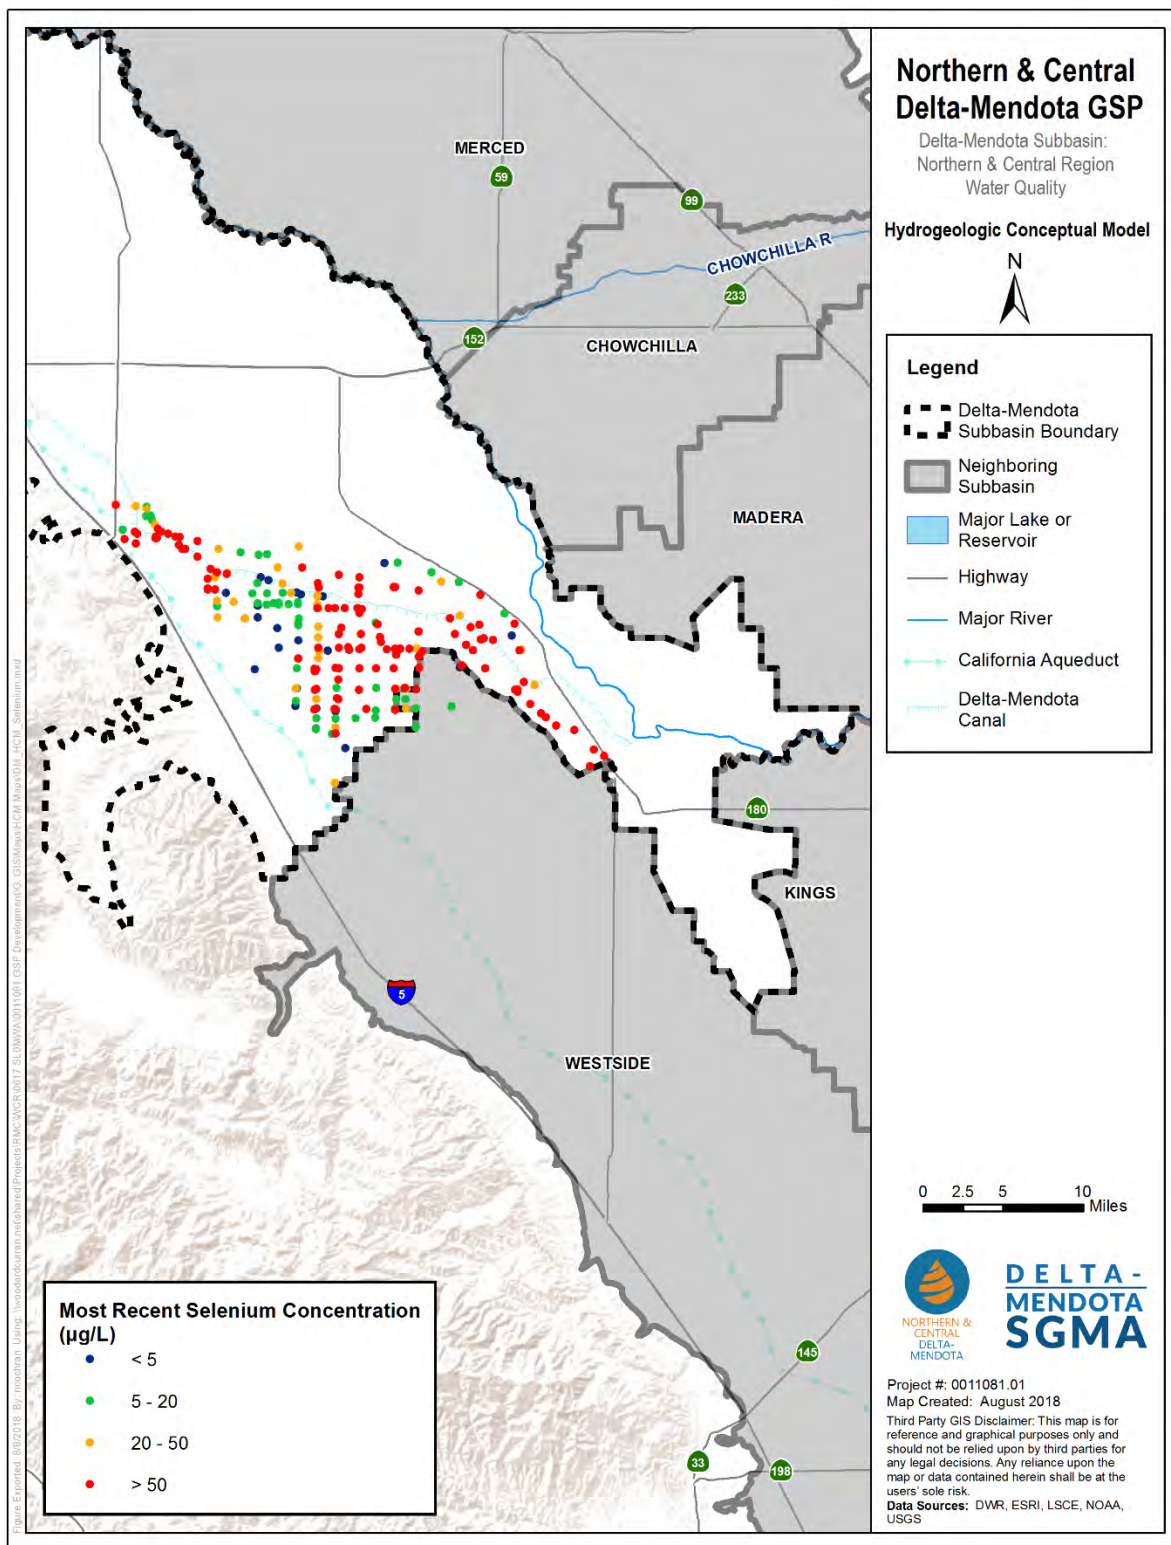 Northern & Central
Delta-Mendota GSP
Delta-Mendota Subbasin:
Northern & Central Region
Water Quality
Hydrogeologic Conceptual Model
N
Legend
Delta-Mendota
Subbasin Boundary
Neighboring
Subbasin
Major Lake or
Reservoir
Highway
Major River
California Aqueduct
Delta-Mendota
Canal
MERCED
59
99
CHOWCHILLA R
233
152
CHOWCHILLA
MADERA
180
KINGS
5
WESTSIDE
145
33
198
Most Recent Selenium Concentration
(µg/L)
< 5
5 - 20
20 - 50
> 50
0 2.5 5 10
Miles
NORTHERN &
CENTRAL
DELTA-
MENDOTA
DELTA-
MENDOTA
SGMA
Project #: 0011081.01
Map Created: August 2018
Third Party GIS Disclaimer: This map is for
reference and graphical purposes only and
should not be relied upon by third parties for
any legal decisions. Any reliance upon the
map or data contained herein shall be at the
users' sole risk.
Data Sources: DWR, ESRI, LSCE, NOAA,
USGS